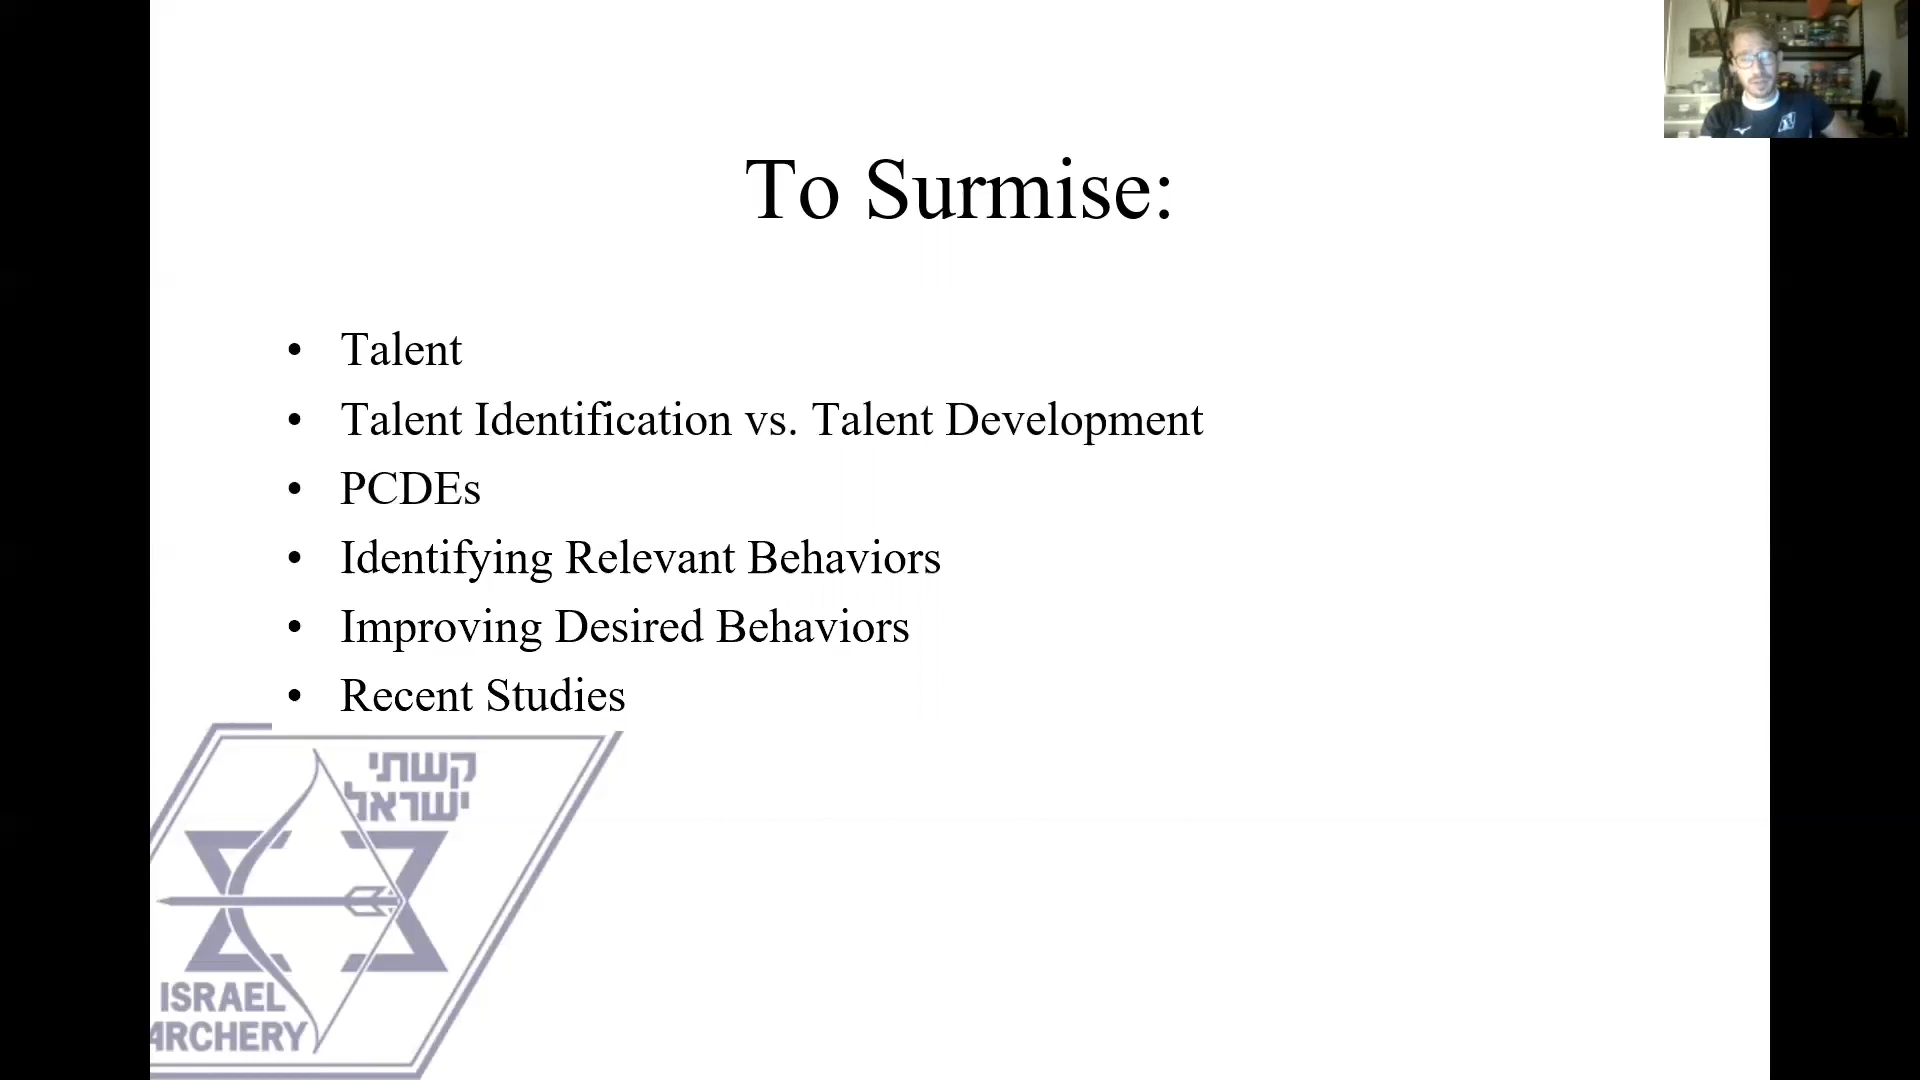 To Surmise:
• Talent
• Talent Identification vs. Talent Development
• PCDEs
• Identifying Relevant Behaviors
• Improving Desired Behaviors
• Recent Studies
קשתי
ישראל
ISRAEL
ARCHERY